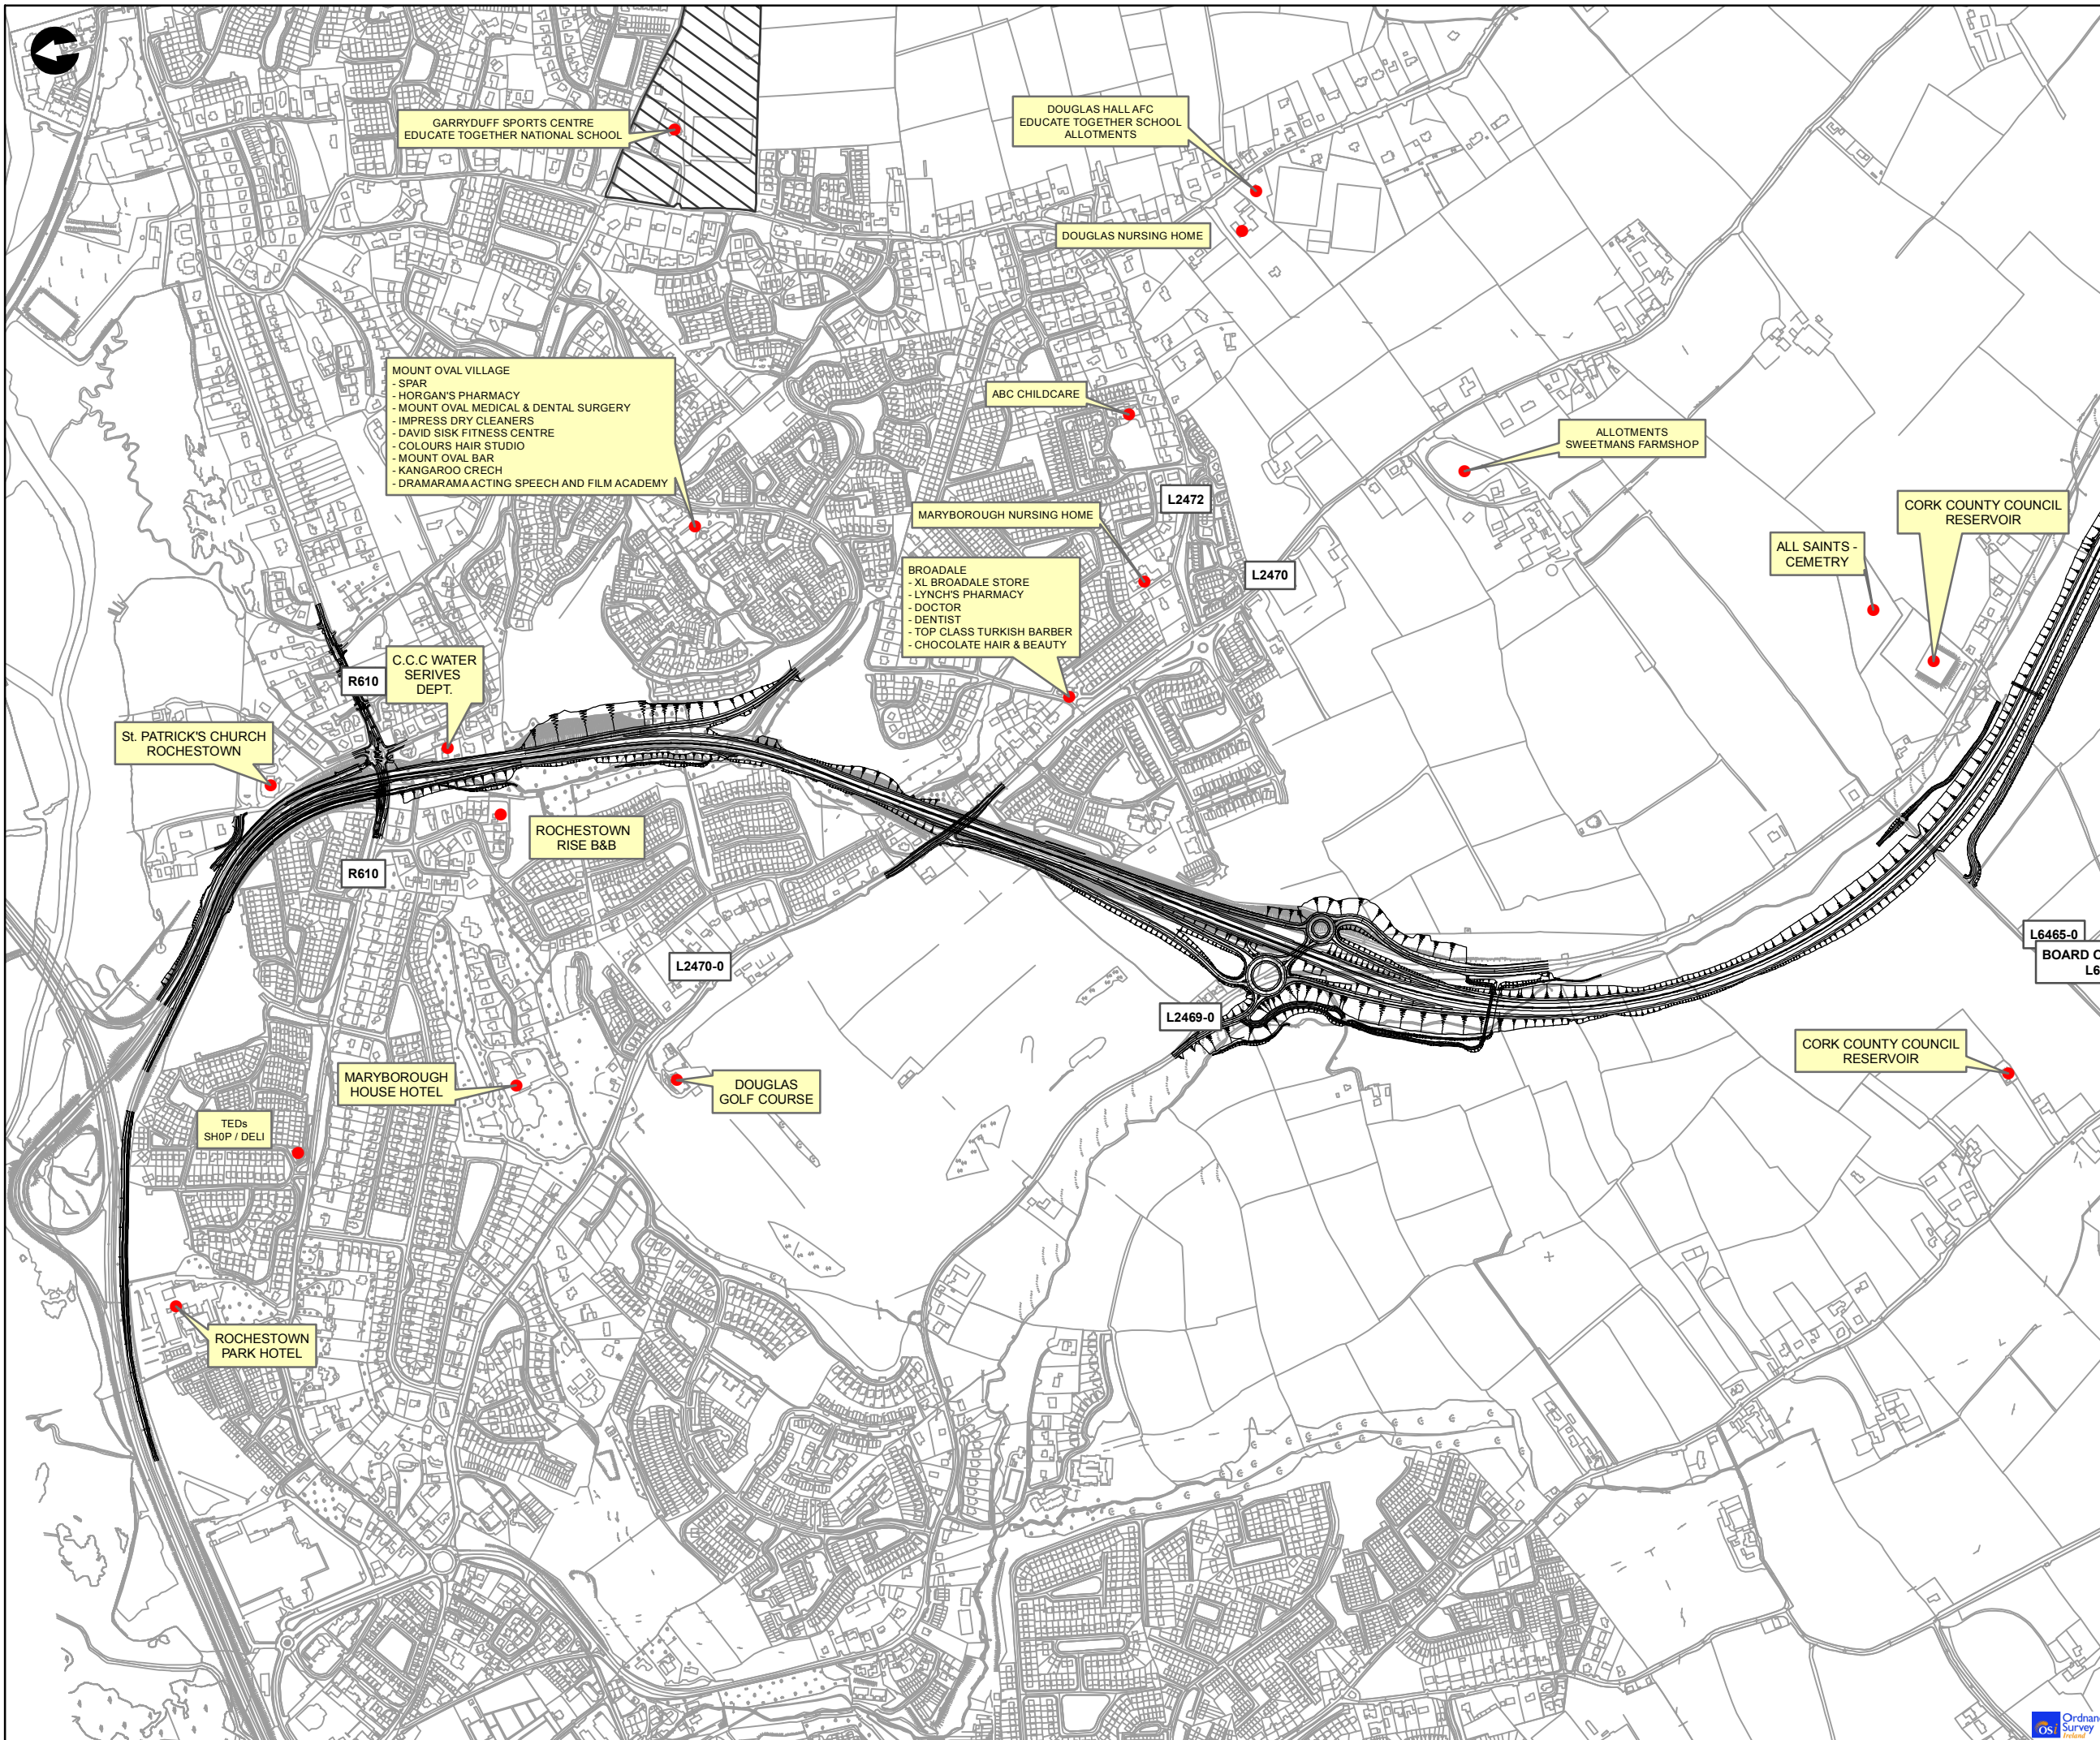 GARRYDUFF SPORTS CENTRE
EDUCATE TOGETHER NATIONAL SCHOOL
DOUGLAS HALL AFC
EDUCATE TOGETHER SCHOOL
ALLOTMENTS
DOUGLAS NURSING HOME
MOUNT OVAL VILLAGE
- SPAR
- HORGAN'S PHARMACY
- MOUNT OVAL MEDICAL & DENTAL SURGERY
- IMPRESS DRY CLEANERS
- DAVID SISK FITNESS CENTRE
- COLOURS HAIR STUDIO
- MOUNT OVAL BAR
- KANGAROO CRECH
- DRAMARAMA ACTING SPEECH AND FILM ACADEMY
ABC CHILDCARE
ALLOTMENTS
SWEETMANS FARMSHOP
L2472
MARYBOROUGH NURSING HOME
CORK COUNTY COUNCIL
RESERVOIR
ALL SAINTS -
CEMETRY
BROADALE
- XL BROADALE STORE
- LYNCH'S PHARMACY
- DOCTOR
- DENTIST
- TOP CLASS TURKISH BARBER
- CHOCOLATE HAIR & BEAUTY
L2470
R610
C.C.C WATER
SERIVES
DEPT.
St. PATRICK'S CHURCH
ROCHESTOWN
ROCHESTOWN
RISE B&B
R610
L2470-0
L6465-0
BOARD O
L6
L2469-0
CORK COUNTY COUNCIL
RESERVOIR
MARYBOROUGH
HOUSE HOTEL
DOUGLAS
GOLF COURSE
TEDs
SH0P / DELI
ROCHESTOWN
PARK HOTEL
OSi
Ordnan
Survey
Ireland